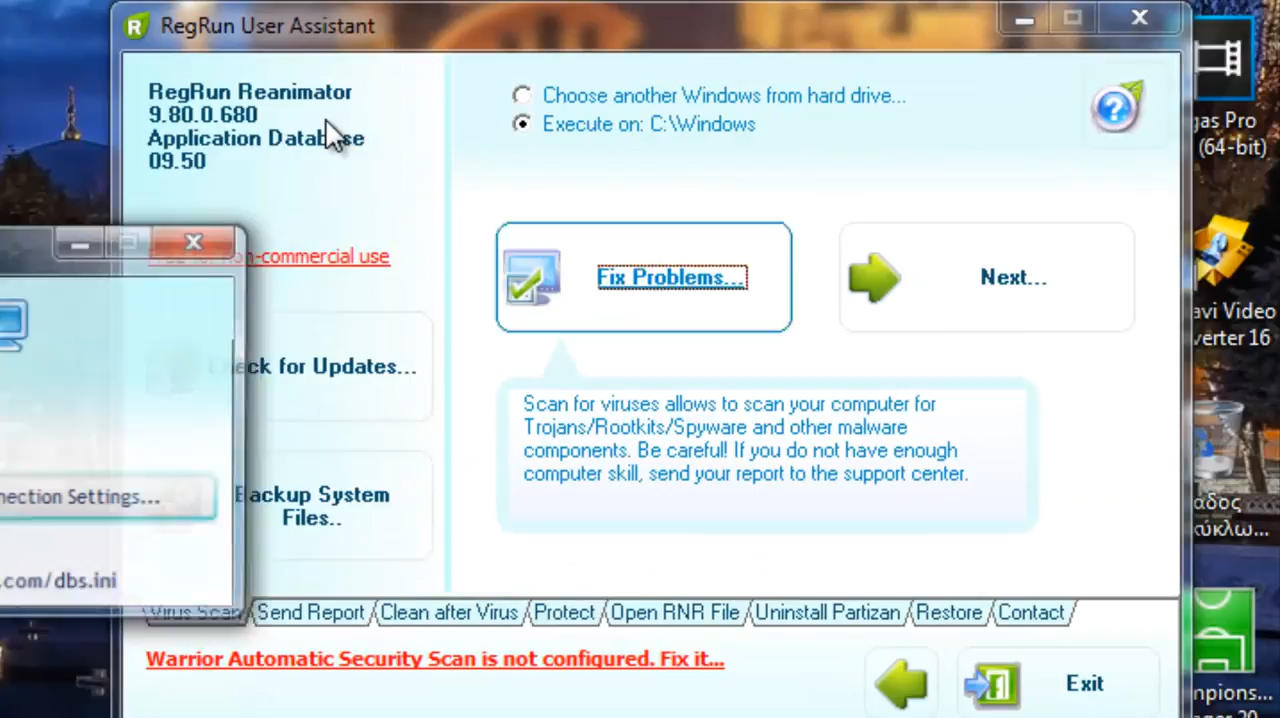 RegRun User Assistant
RegRun Reanimator
9.80.0.680
Application Database
09.50
Choose another Windows from hard drive...
Execute on: C:\Windows
non-commercial use
Fix Problems...
Next...
Check for Updates...
Scan for viruses allows to scan your computer for
Trojans/Rootkits/Spyware and other malware
components. Be careful! If you do not have enough
computer skill, send your report to the support center.
nection Settings...
Backup System
Files..
.com/dbs.ini
Virus Scan
Send Report
Clean after Virus
Protect
Open RNR File
Uninstall Partizan
Restore
Contact
Warrior Automatic Security Scan is not configured. Fix it...
Exit
gas Pro
(64-bit)
avi Video
verter 16
αδος
κύκλω...
mpions...